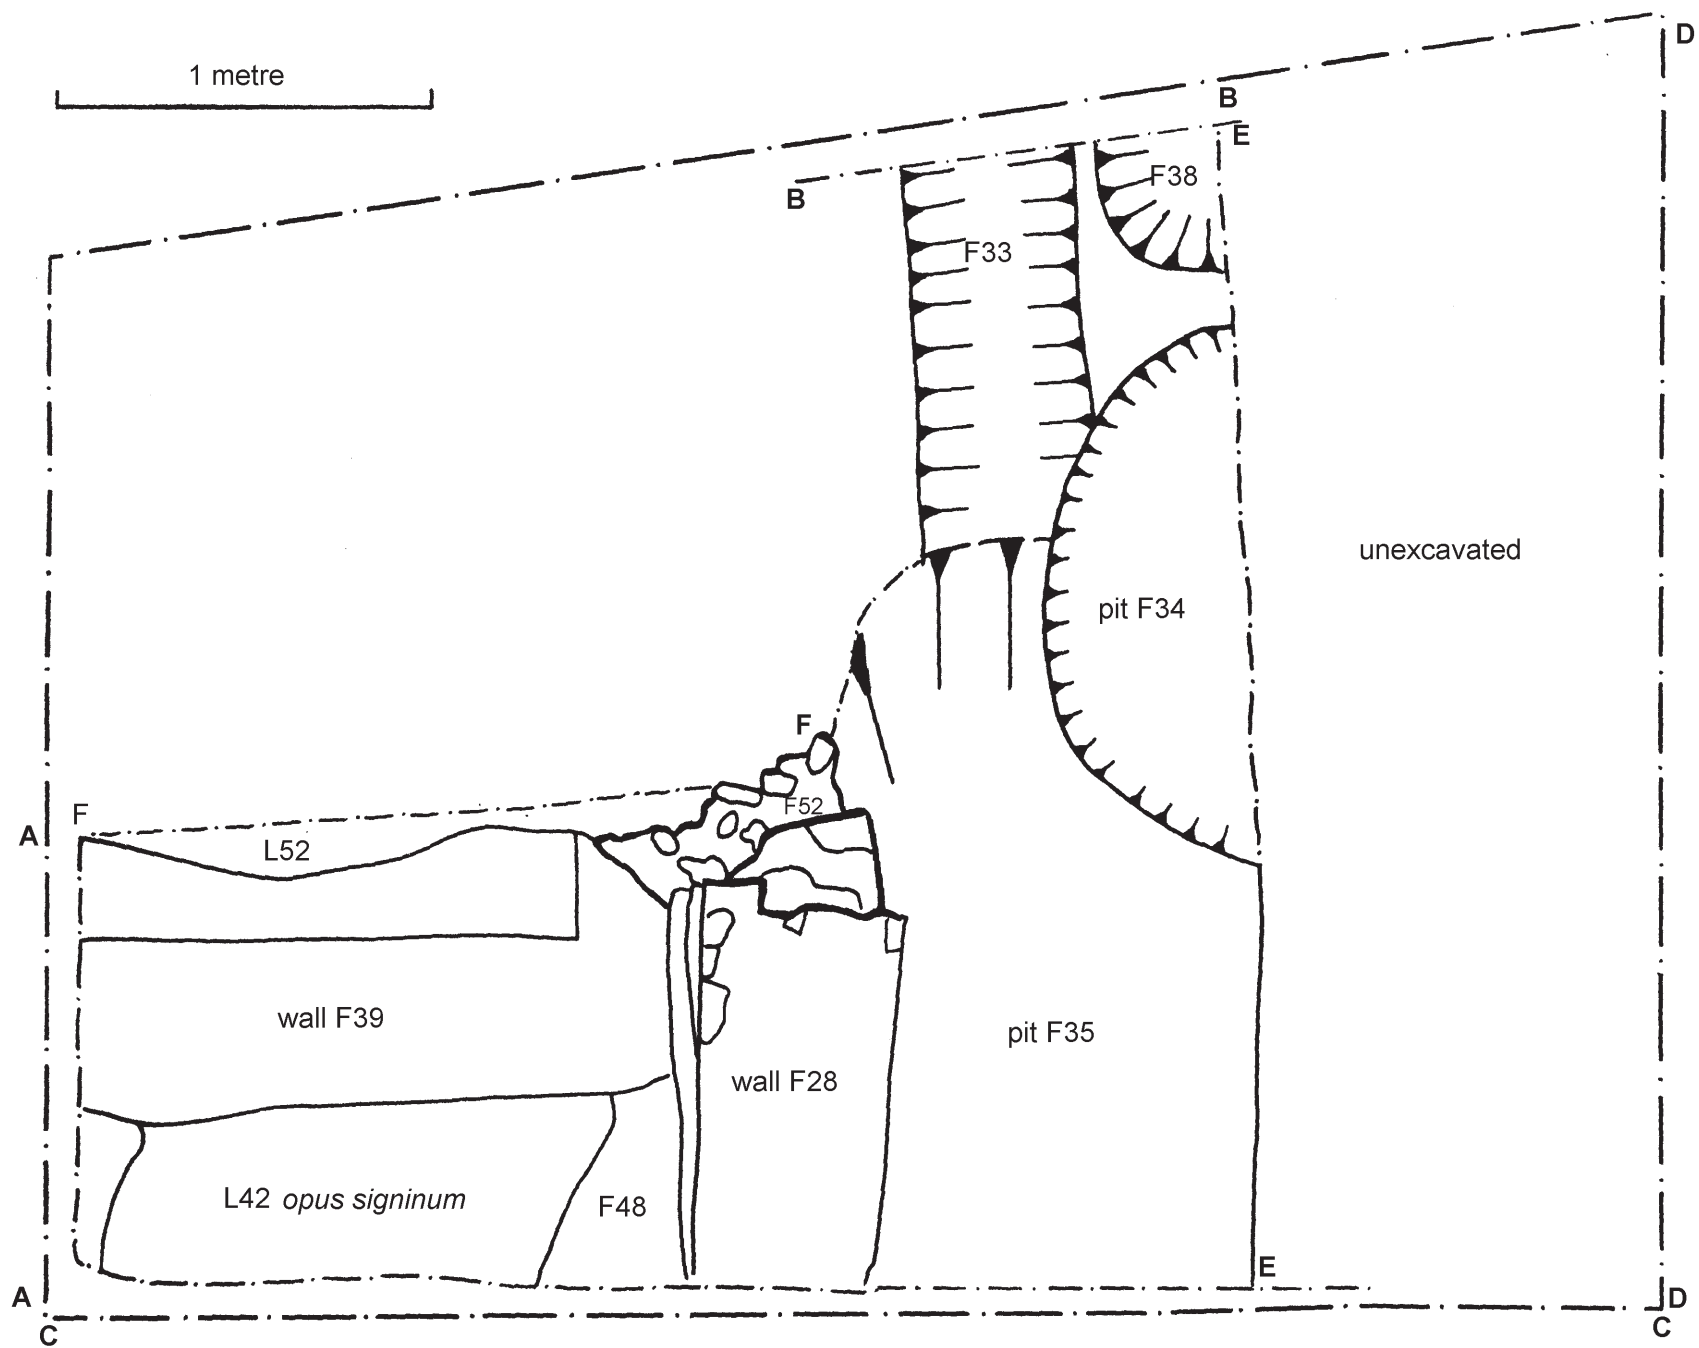 D
1 metre
B
E
B
F38
F33
unexcavated
pit F34
F
F
F52
A
L52
wall F39
pit F35
wall F28
L42 opus signinum
F48
E
A
D
C
C